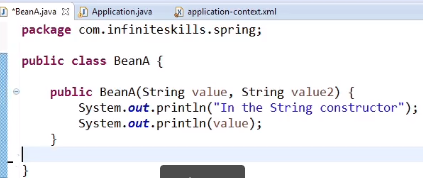 *BeanA.java Application.java application-context.xml
package com.infiniteskills.spring;
public class BeanA {
public BeanA(String value, String value2) {
System.out.println("In the String constructor");
System.out.println(value);
}
}